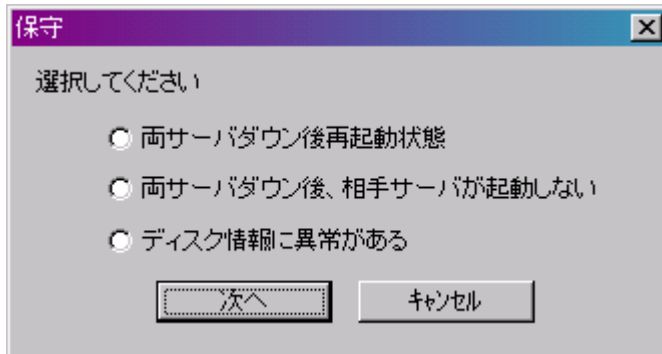 保守
選択してください
両サーバダウン後再起動状態
両サーバダウン後、相手サーバが起動しない
ディスク情報に異常がある
次へ
ｷｬﾝｾﾙ